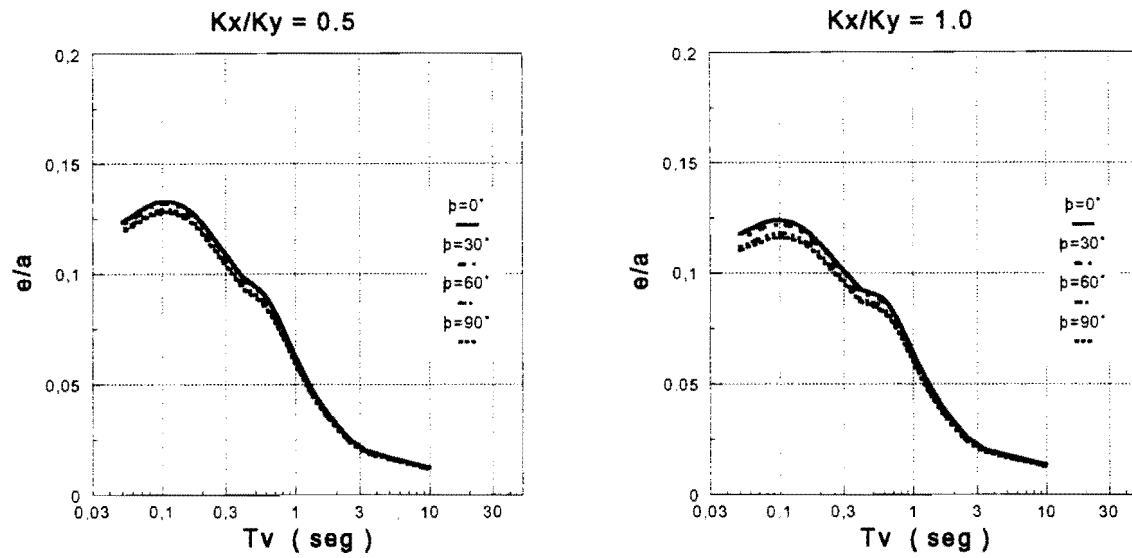 Kx/Ky = 0.5
0,2
0,15
0,1
0,05
0
e/a
þ=0°
þ=30°
þ=60°
þ=90°
0,03 0,1 0,3 1 3 10 30
Tv ( seg )
Kx/Ky = 1.0
0,2
0.15
0.1
0.05
0
e/a
þ=0°
þ=30°
þ=60°
þ=90°
0.03 0,1 0,3 1 3 10 30
Tv ( seg )